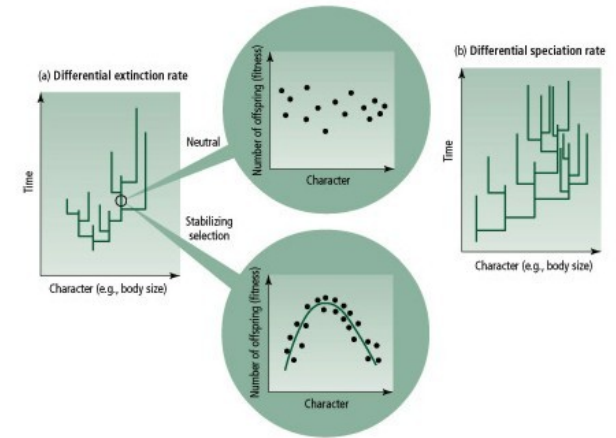 (a) Differential extinction rate
Time
Character (e.g., body size)
Neutral
Stabilizing
selection
Number of offspring (fitness)
Character
Number of offspring (fitness)
Character
(b) Differential speciation rate
Time
Character (e.g., body size)